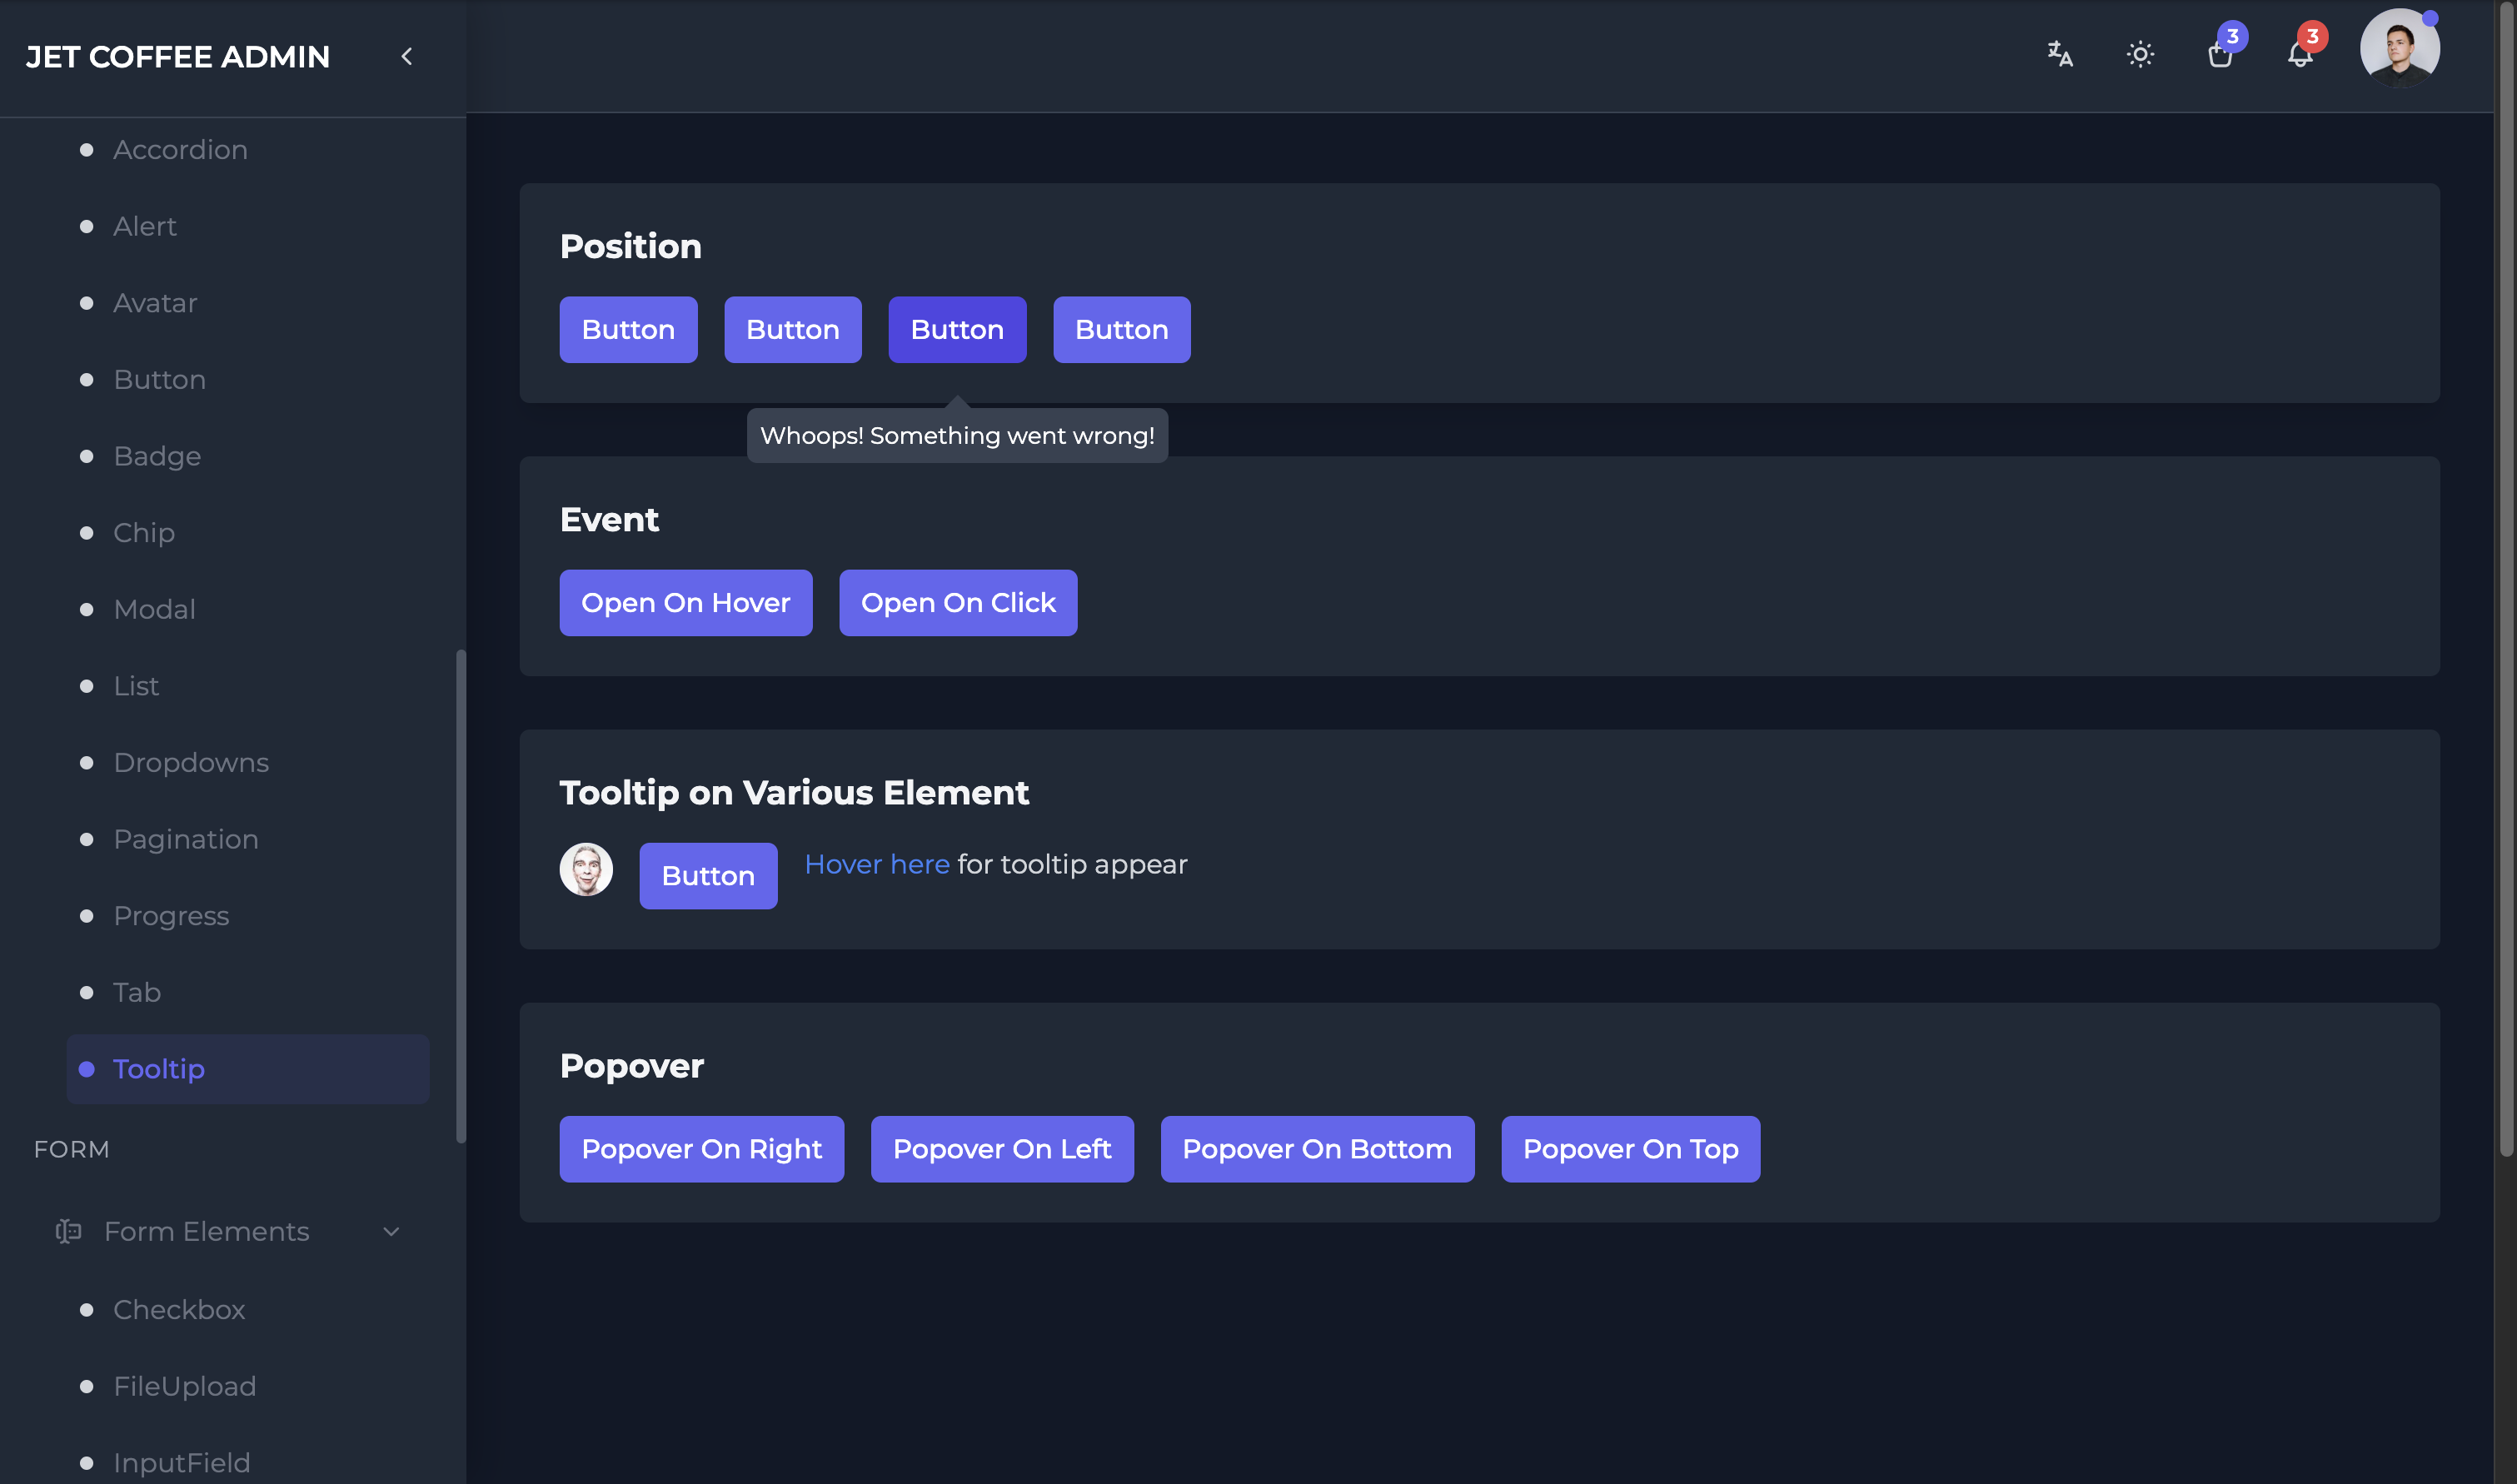 JET COFFEE ADMIN
3
3
Accordion
Alert
Avatar
Button
Badge
Chip
Modal
List
Dropdowns
Pagination
Progress
Tab
Tooltip
FORM
Form Elements
Checkbox
FileUpload
InputField
Position
Button Button Button Button
Whoops! Something went wrong!
Event
Open On Hover Open On Click
Tooltip on Various Element
Button Hover here for tooltip appear
Popover
Popover On Right Popover On Left Popover On Bottom Popover On Top